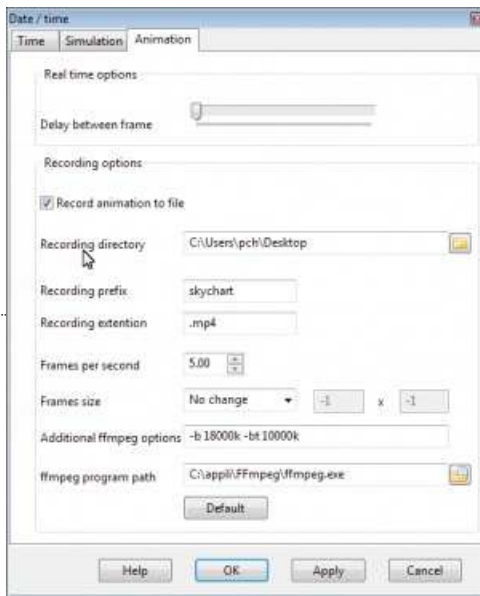 Date / time
Time Simulation Animation
Real time options
Delay between frame
Recording options
Record animation to file
Recording directory C:\Users\pch\Desktop
Recording prefix skychart
Recording extention .mp4
Frames per second 5.00
Frames size No change -1 x -1
Additional ffmpeg options -b 18000k -bt 10000k
ffmpeg program path C:\appli\FFmpeg\ffmpeg.exe
Default
Help OK Apply Cancel